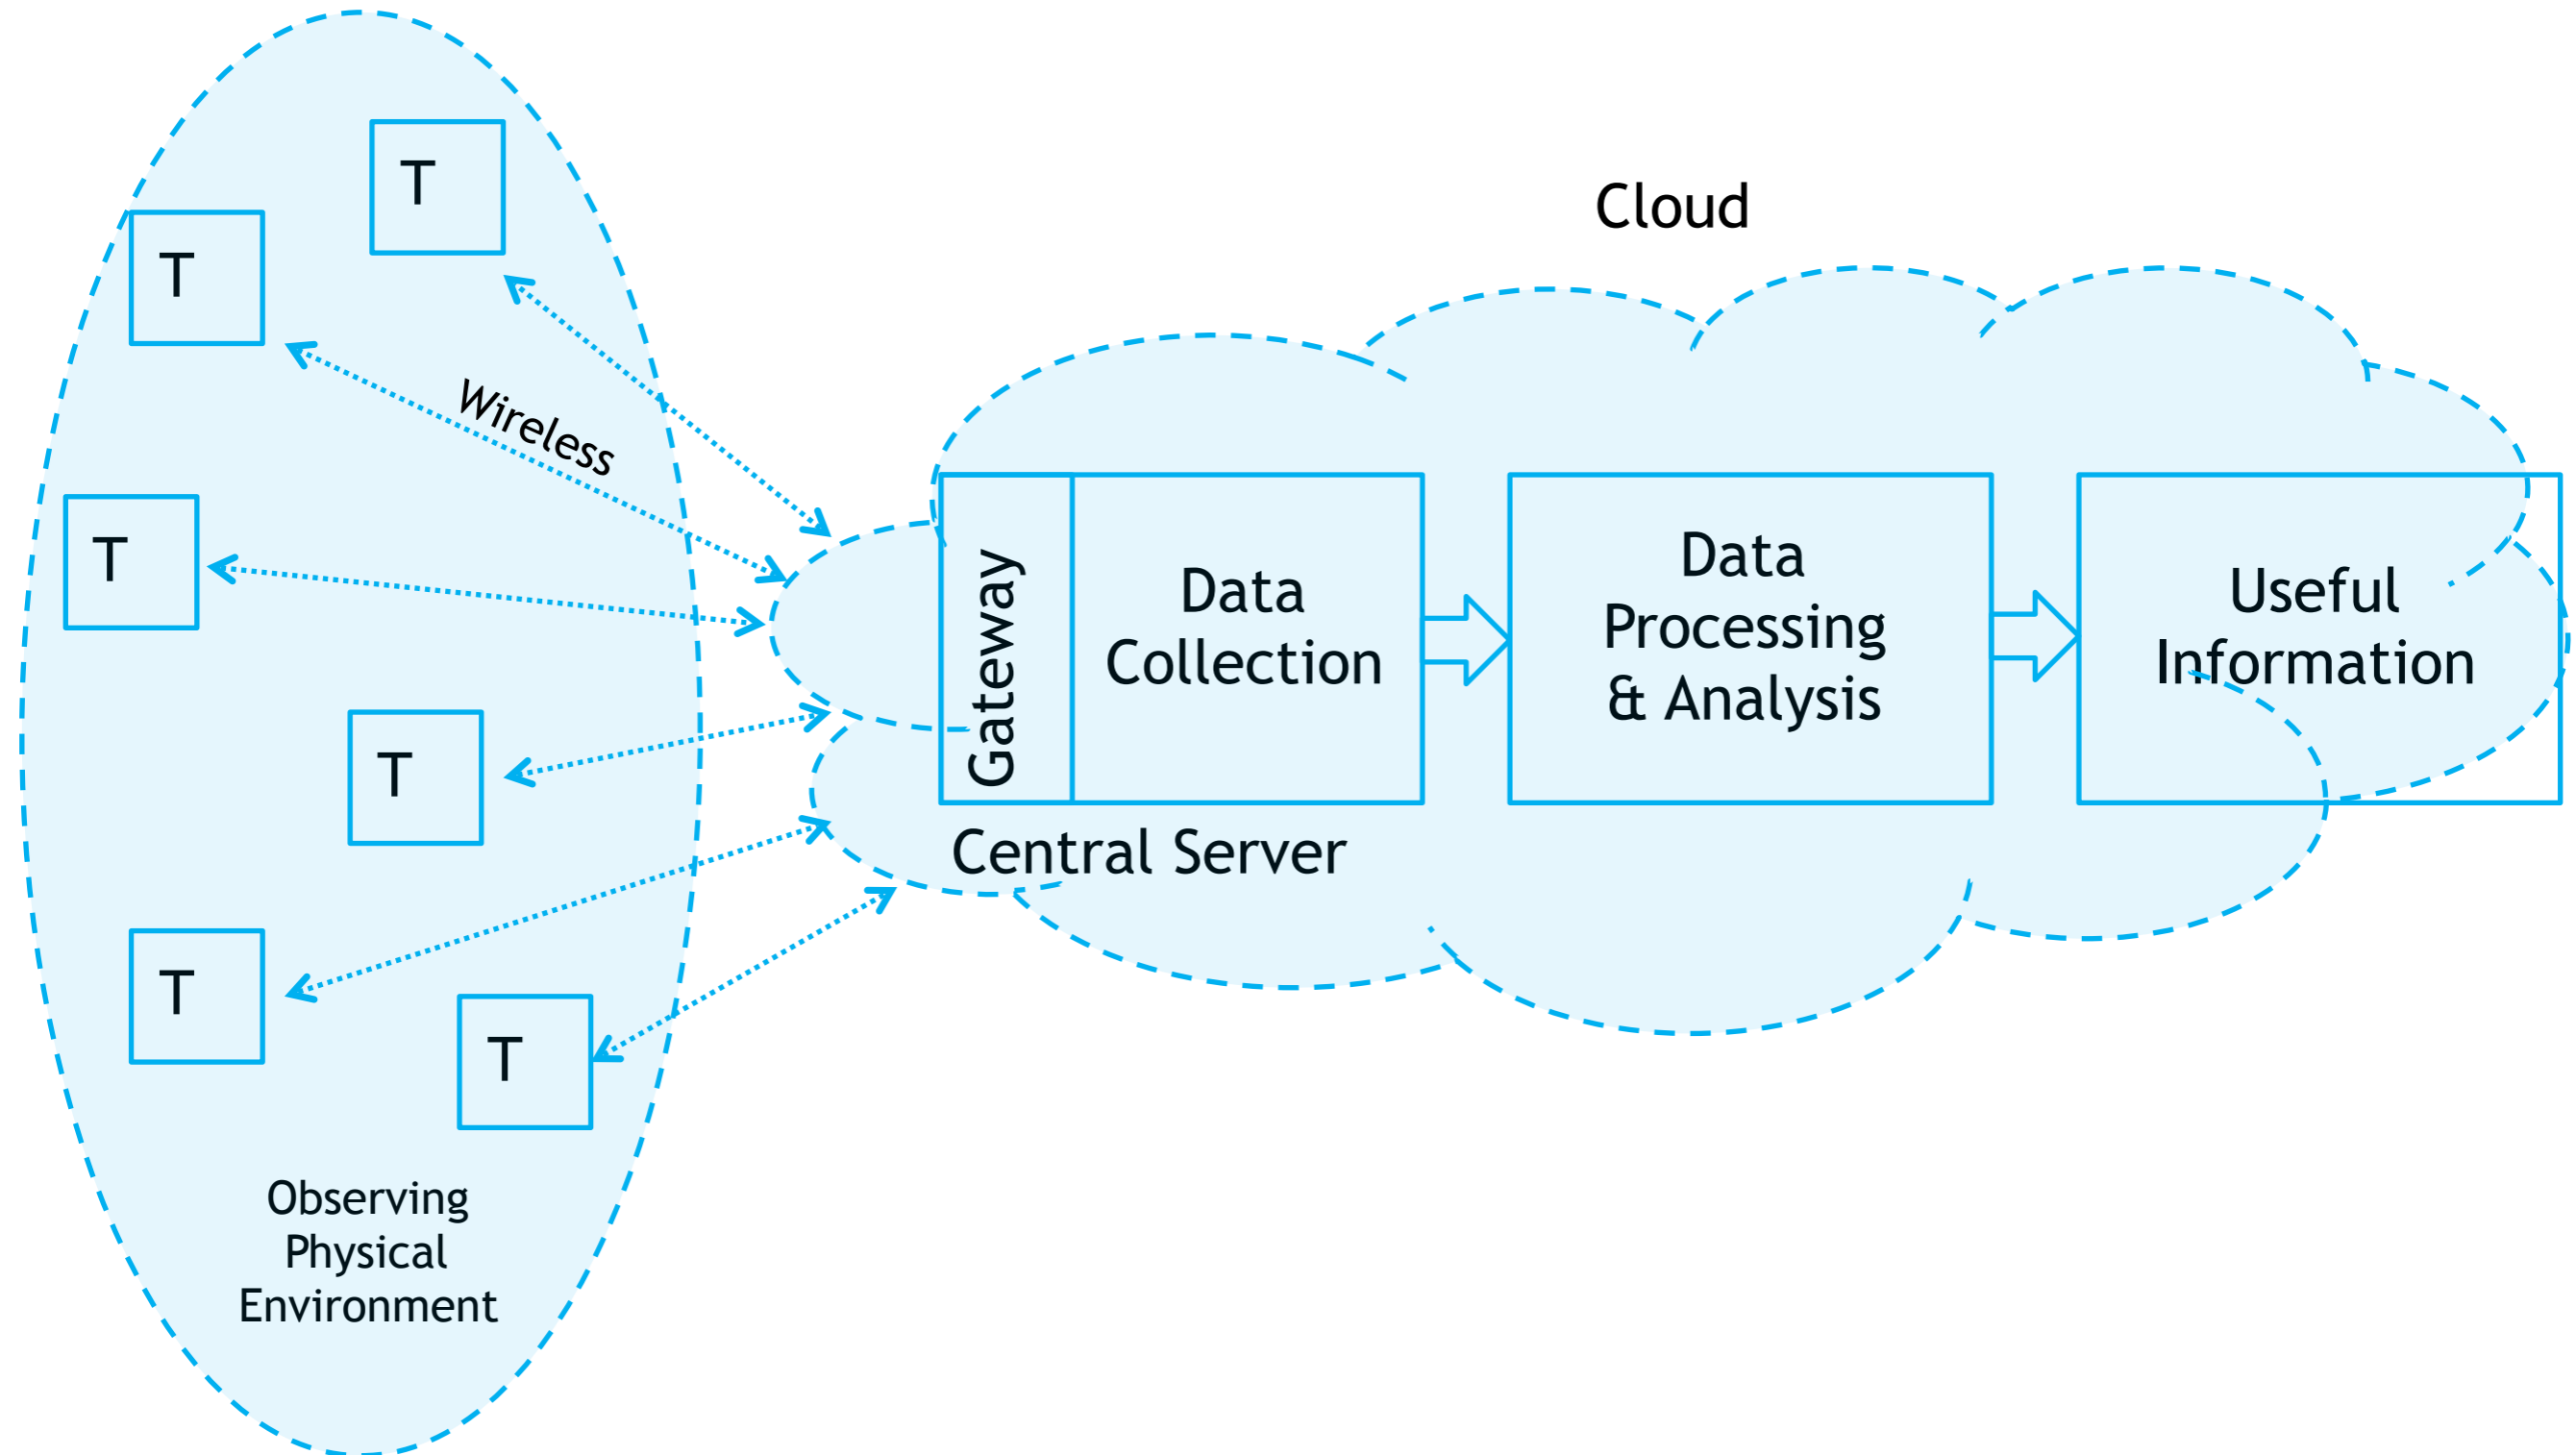 T
T
Cloud
Wireless
T
Gateway
Data
Collection
Data
Processing
& Analysis
Useful
Information
T
Central Server
T
T
Observing
Physical
Environment